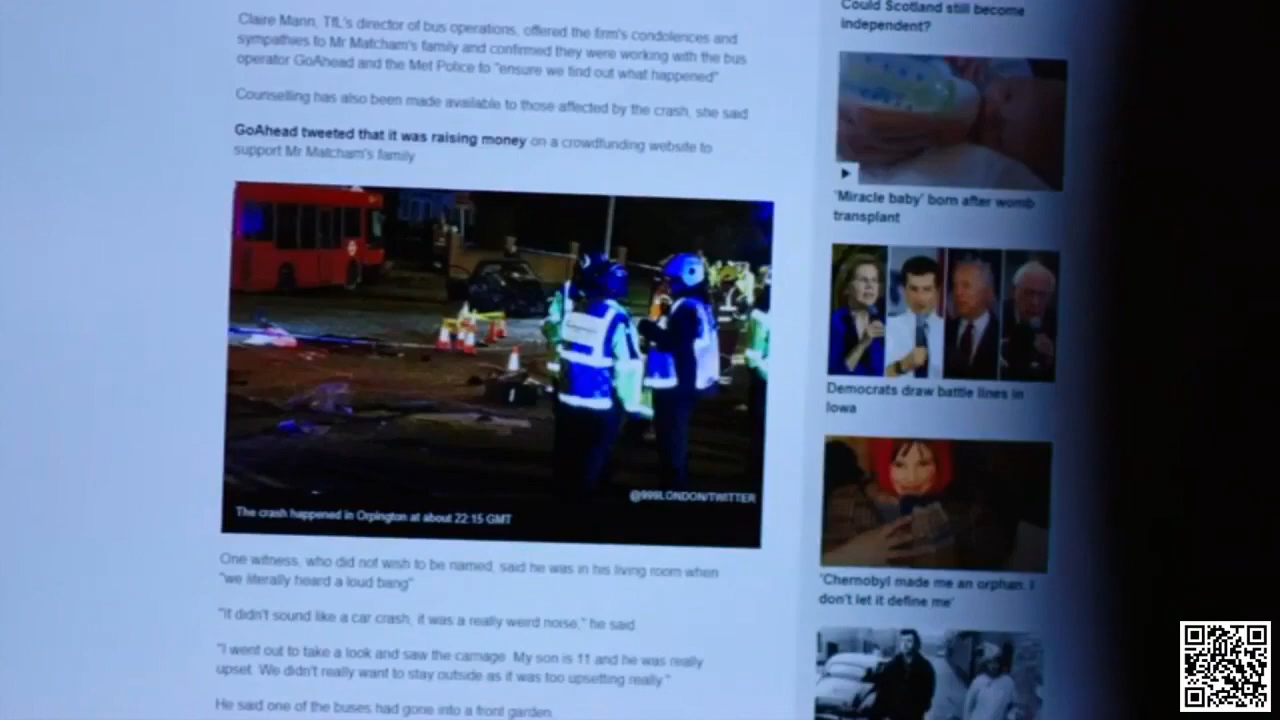 Claire Mann, TfL's director of bus operations, offered the firm's condolences and
sympathies to Mr Matcham's family and confirmed they were working with the bus
operator GoAhead and the Met Police to "ensure we find out what happened"
Counselling has also been made available to those affected by the crash, she said
GoAhead tweeted that it was raising money on a crowdfunding website to
support Mr Matcham's family
@999LONDON/TWITTER
The crash happened in Orpington at about 22:15 GMT
One witness, who did not wish to be named, said he was in his living room when
"we literally heard a loud bang"
"It didn't sound like a car crash, it was a really weird noise," he said.
"I went out to take a look and saw the carnage. My son is 11 and he was really
upset. We didn't really want to stay outside as it was too upsetting really."
He said one of the buses had gone into a front garden
Could Scotland still become
independent?
'Miracle baby' born after womb
transplant
Democrats draw battle lines in
Iowa
'Chernobyl made me an orphan. I
don't let it define me'